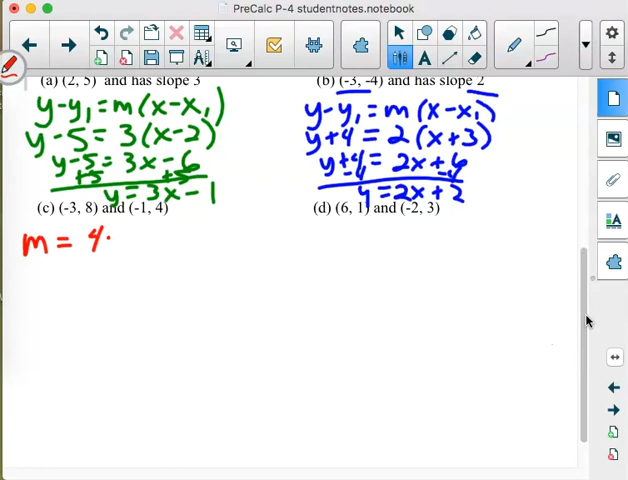 PreCalc P-4 studentnotes.notebook
(a) (2, 5) and has slope 3
y-y₁=m(x-x₁)
y-5=3(x-2)
y-5=3x-6
+5 +5
y=3x-1
(b) (-3, -4) and has slope 2
y-y₁=m(x-x₁)
y+4=2(x+3)
y+4=2x+6
-4 -4
y=2x+2
(c) (-3, 8) and (-1, 4)
m = 4-
(d) (6, 1) and (-2, 3)